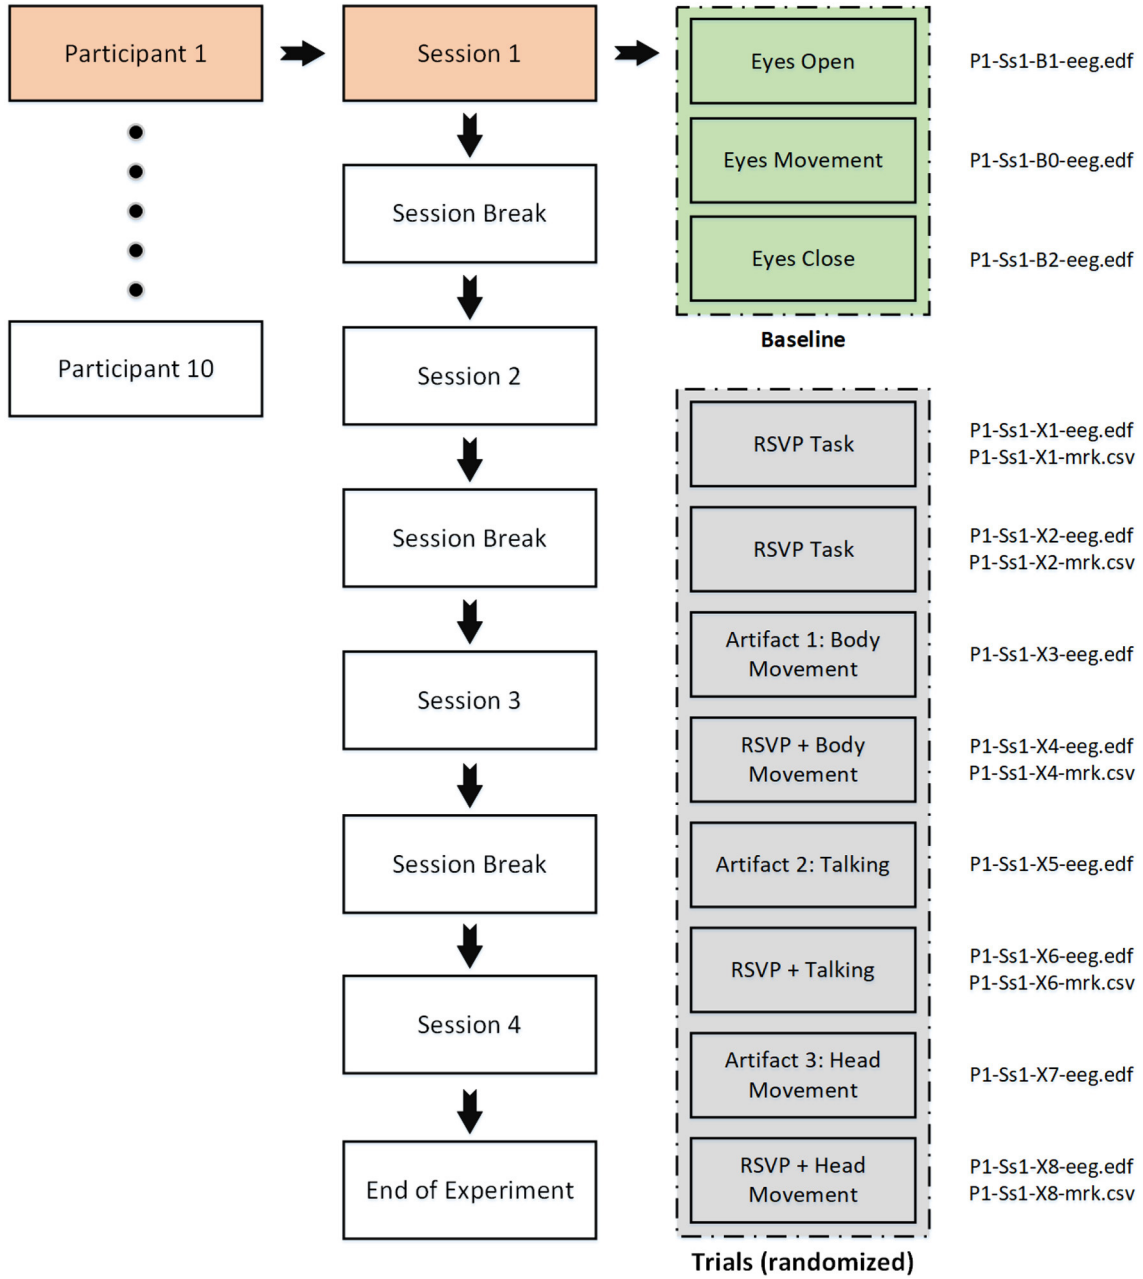 Participant 1
Participant 10
Session 1
Session Break
Session 2
Session Break
Session 3
Session Break
Session 4
End of Experiment
Eyes Open
P1-Ss1-B1-eeg.edf
Eyes Movement
P1-Ss1-B0-eeg.edf
Eyes Close
P1-Ss1-B2-eeg.edf
Baseline
RSVP Task
P1-Ss1-X1-eeg.edf
P1-Ss1-X1-mrk.csv
RSVP Task
P1-Ss1-X2-eeg.edf
P1-Ss1-X2-mrk.csv
Artifact 1: Body
Movement
P1-Ss1-X3-eeg.edf
RSVP + Body
Movement
P1-Ss1-X4-eeg.edf
P1-Ss1-X4-mrk.csv
Artifact 2: Talking
P1-Ss1-X5-eeg.edf
RSVP + Talking
P1-Ss1-X6-eeg.edf
P1-Ss1-X6-mrk.csv
Artifact 3: Head
Movement
P1-Ss1-X7-eeg.edf
RSVP + Head
Movement
P1-Ss1-X8-eeg.edf
P1-Ss1-X8-mrk.csv
Trials (randomized)